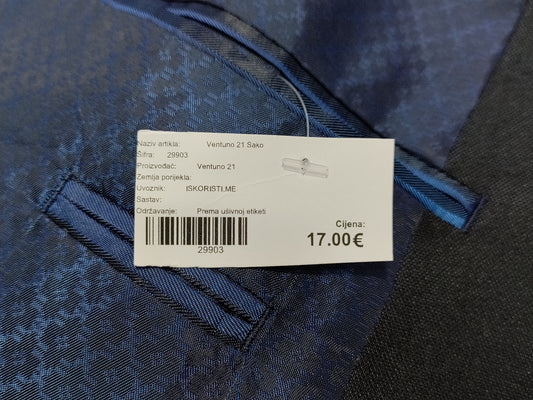 Naziv artikla: Ventuno 21 Sako
Šifra: 29903
Proizvođač: Ventuno 21
Zemlja porijekla:
Uvoznik: ISKORISTI.ME
Sastav:
Održavanje: Prema ušivnoj etiketi
Cijena:
29903
17.00€